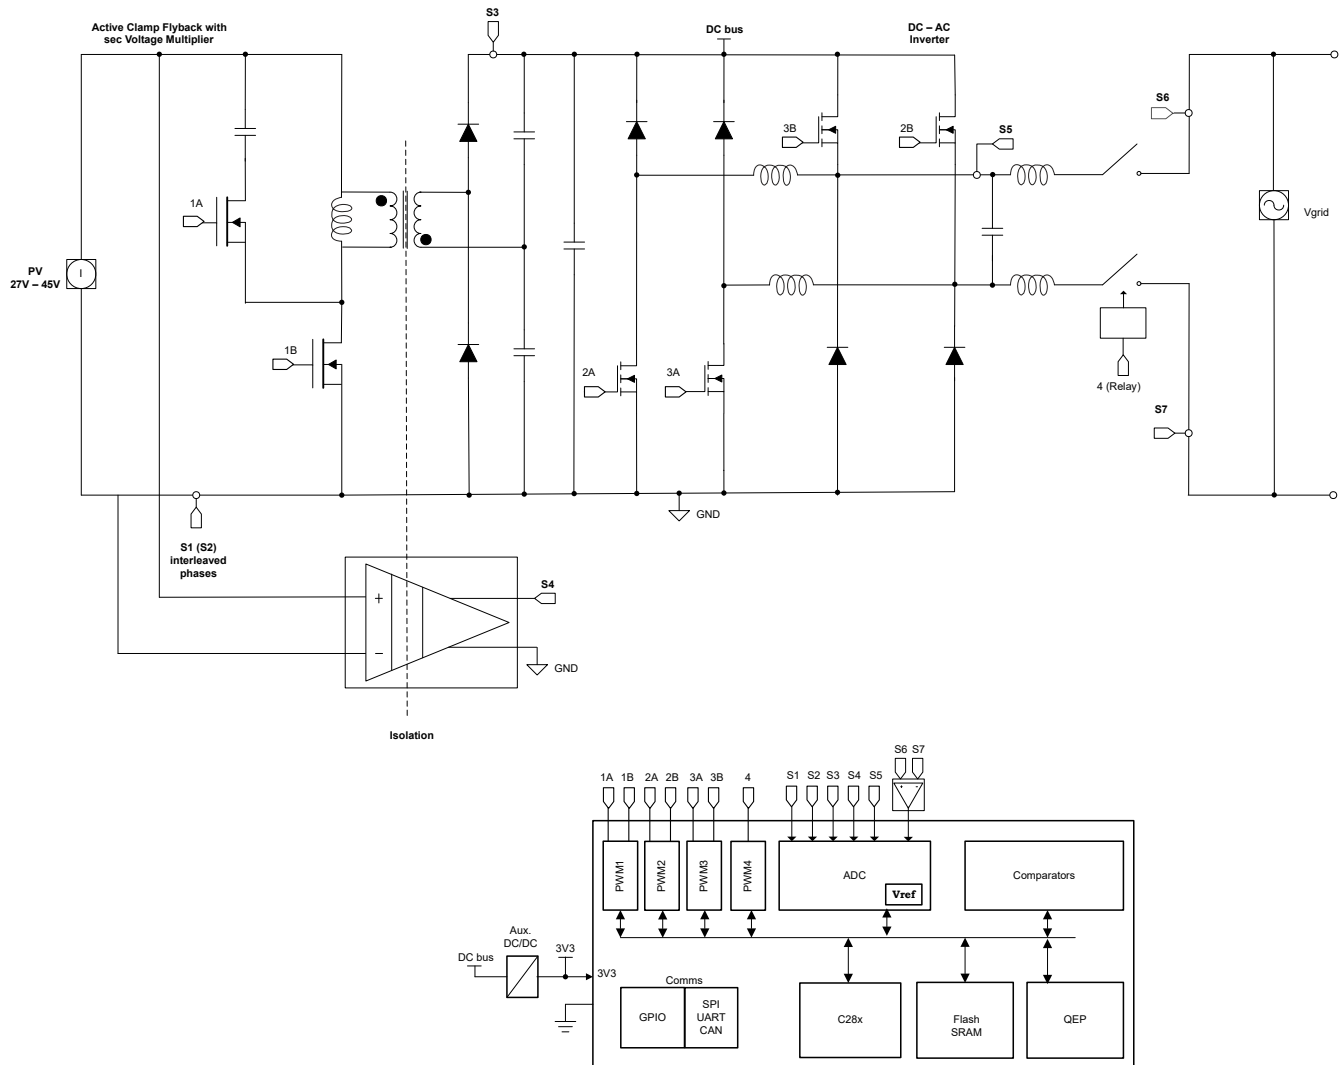 S3
Active Clamp Flyback with
sec Voltage Multiplier
DC bus
DC – AC
Inverter
S6
3B
2B
S5
1A
Vgrid
PV
27V – 45V
I
1B
2A
3A
4 (Relay)
S7
GND
S1 (S2)
interleaved
phases
S4
+
−
GND
Isolation
S6 S7
1A 1B 2A 2B 3A 3B 4 S1 S2 S3 S4 S5
+ -
PWM1
PWM2
PWM3
PWM4
ADC
Vref
Comparators
Aux.
DC/DC
DC bus
3V3
3V3
Comms
GPIO
SPI
UART
CAN
C28x
Flash
SRAM
QEP